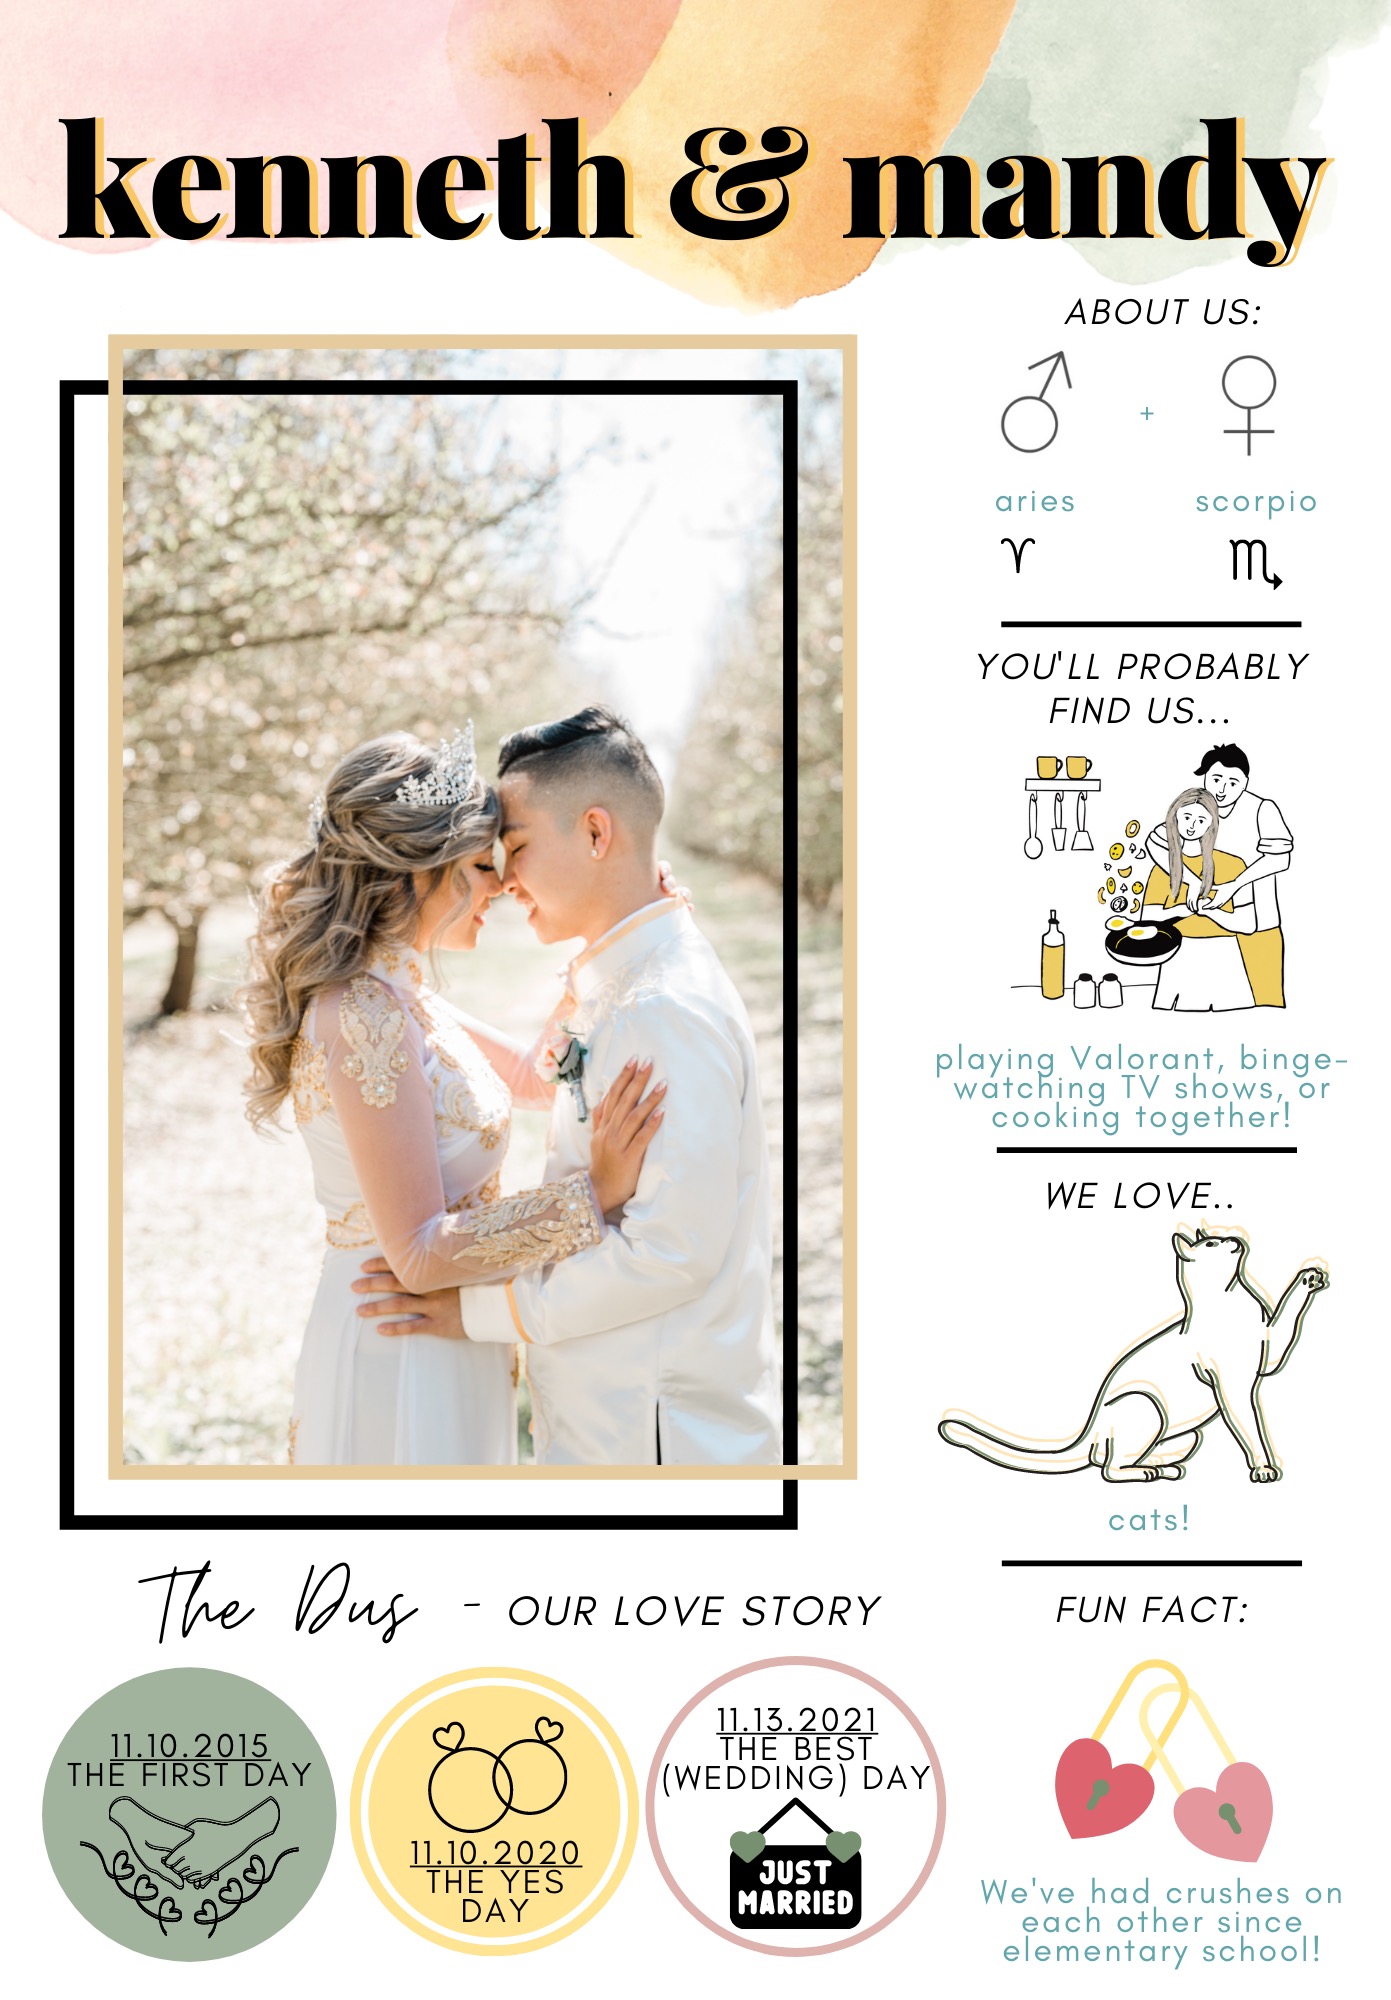 kenneth & mandy
ABOUT US:
+
aries
scorpio
♈
♏
YOU'LL PROBABLY
FIND US...
playing Valorant, binge-
watching TV shows, or
cooking together!
WE LOVE..
cats!
The Dus - OUR LOVE STORY
11.10.2015
THE FIRST DAY
11.10.2020
THE YES
DAY
11.13.2021
THE BEST
(WEDDING) DAY
JUST
MARRIED
FUN FACT:
We've had crushes on
each other since
elementary school!